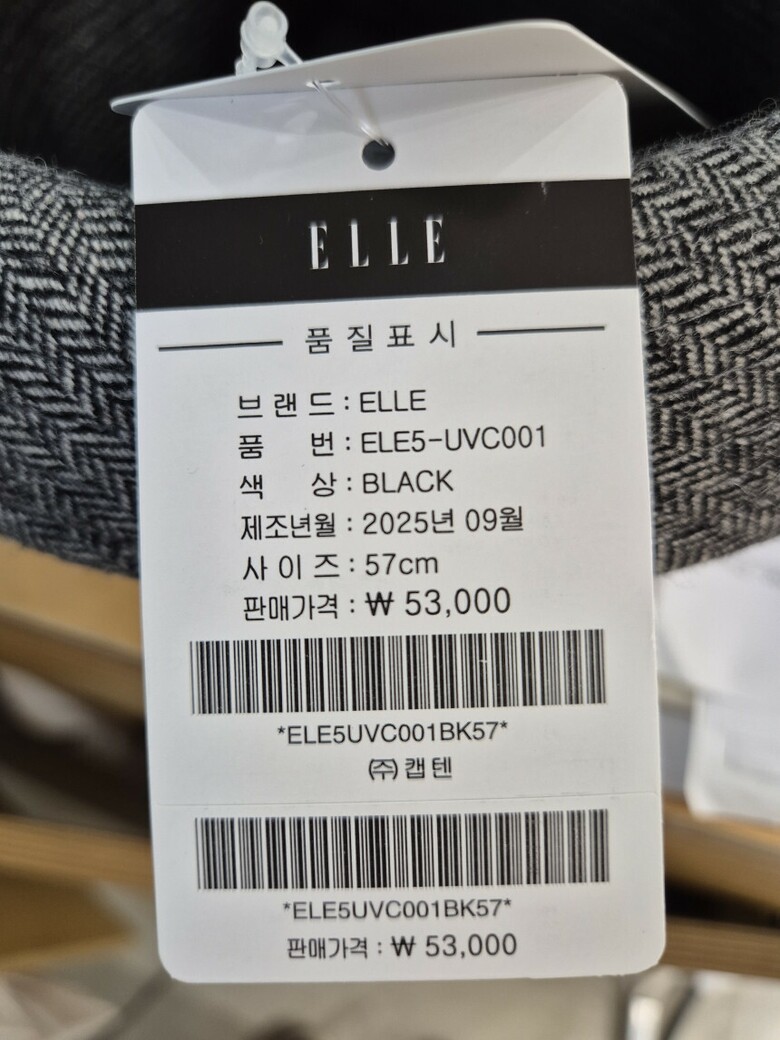 ELLE
품질표시
브랜드 : ELLE
품 번 : ELE5-UVC001
색 상 : BLACK
제조년월 : 2025년 09월
사이즈 : 57cm
판매가격 : ₩ 53,000
*ELE5UVC001BK57*
㈜캡텐
*ELE5UVC001BK57*
판매가격 : ₩ 53,000